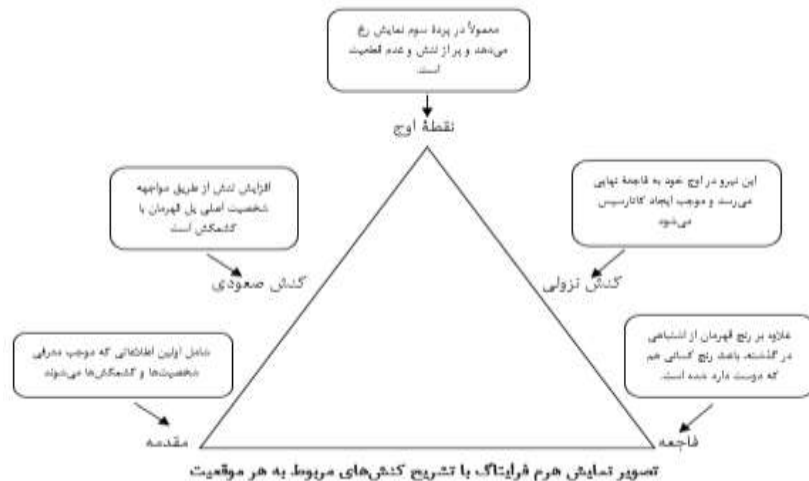 معمولاً در پردهٔ سوم نمایش رخ
می‌دهد و پر از تنش و عدم قطعیت
است.
نقطهٔ اوج
افزایش تنش از طریق مواجهه
شخصیت اصلی یل قهرمان با
کشمکش است
کنش صعودی
این نیرو در اوج خود به فاجعهٔ نهایی
می‌رسد و موجب ایجاد کاتارسیس
می‌شود
کنش نزولی
شامل اولین اطلاعاتی که موجب معرفی
شخصیت‌ها و کشمکش‌ها می‌شوند
مقدمه
علاوه بر رنج قهرمان از اشتباهی
در گذشته، باعث رنج کسانی هم
که دوست دارد شده است.
فاجعه
تصویر نمایش هرم فرایتاگ با تشریح کنش‌های مربوط به هر موقعیت